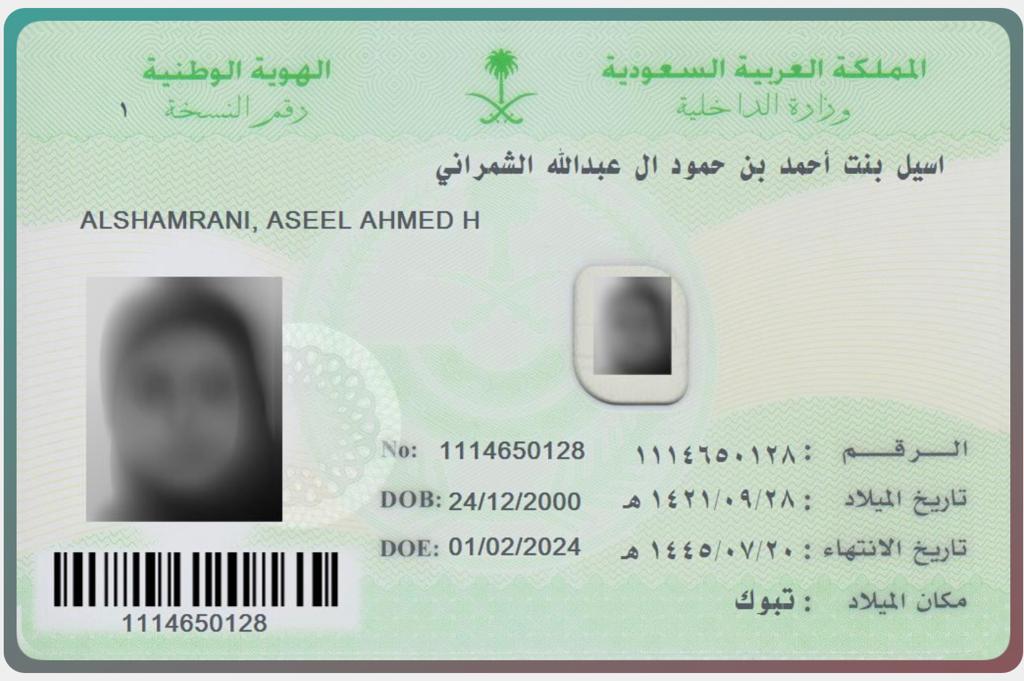 المملكة العربية السعودية
الهوية الوطنية
وزارة الداخلية
رقم النسخة ١
اسيل بنت أحمد بن حمود ال عبدالله الشمراني
ALSHAMRANI, ASEEL AHMED H
الـــرقـــم : ١١١٤٦٥٠١٢٨
No: 1114650128
تاريخ الميلاد : ١٤٢١/٠٩/٢٨ هـ
DOB: 24/12/2000
تاريخ الانتهاء : ١٤٤٥/٠٧/٢٠ هـ
DOE: 01/02/2024
مكان الميلاد : تبوك
1114650128